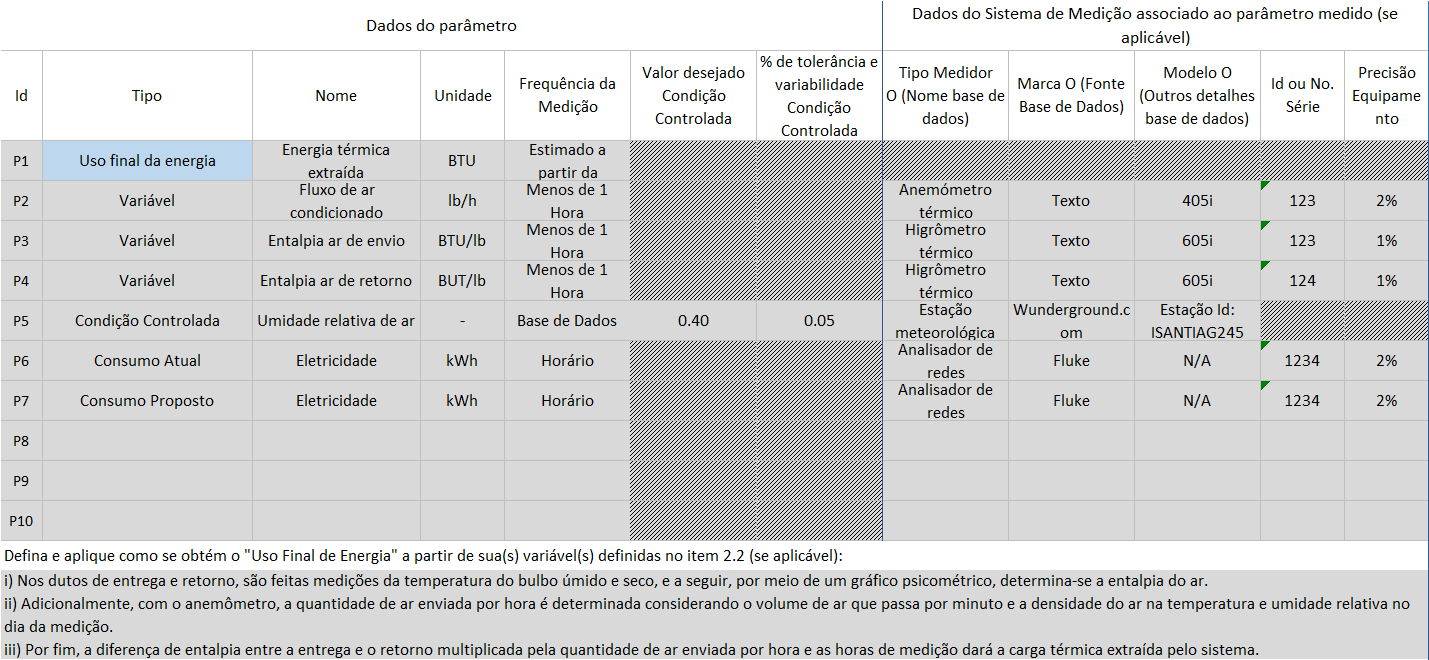 Dados do parâmetro
Dados do Sistema de Medição associado ao parâmetro medido (se
aplicável)
Id
Tipo
Nome
Unidade
Frequência da
Medição
Valor desejado
Condição
Controlada
% de tolerância e
variabilidade
Condição
Controlada
Tipo Medidor
O (Nome base de
dados)
Marca O (Fonte
Base de Dados)
Modelo O
(Outros detalhes
base de dados)
Id ou No.
Série
Precisão
Equipame
nto
P1
Uso final da energia
Energia térmica
extraída
BTU
Estimado a
partir da
P2
Variável
Fluxo de ar
condicionado
lb/h
Menos de 1
Hora
Anemómetro
térmico
Texto
405i
123
2%
P3
Variável
Entalpia ar de envio
BTU/lb
Menos de 1
Hora
Higrômetro
térmico
Texto
605i
123
1%
P4
Variável
Entalpia ar de retorno
BUT/lb
Menos de 1
Hora
Higrômetro
térmico
Texto
605i
124
1%
P5
Condição Controlada
Umidade relativa de ar
-
Base de Dados
0.40
0.05
Estação
meteorológica
Wunderground.c
om
Estação Id:
ISANTIAG245
P6
Consumo Atual
Eletricidade
kWh
Horário
Analisador de
redes
Fluke
N/A
1234
2%
P7
Consumo Proposto
Eletricidade
kWh
Horário
Analisador de
redes
Fluke
N/A
1234
2%
P8
P9
P10
Defina e aplique como se obtém o "Uso Final de Energia" a partir de sua(s) variável(s) definidas no item 2.2 (se aplicável):
i) Nos dutos de entrega e retorno, são feitas medições da temperatura do bulbo úmido e seco, e a seguir, por meio de um gráfico psicométrico, determina-se a entalpia do ar.
ii) Adicionalmente, com o anemômetro, a quantidade de ar enviada por hora é determinada considerando o volume de ar que passa por minuto e a densidade do ar na temperatura e umidade relativa no
dia da medição.
iii) Por fim, a diferença de entalpia entre a entrega e o retorno multiplicada pela quantidade de ar enviada por hora e as horas de medição dará a carga térmica extraída pelo sistema.